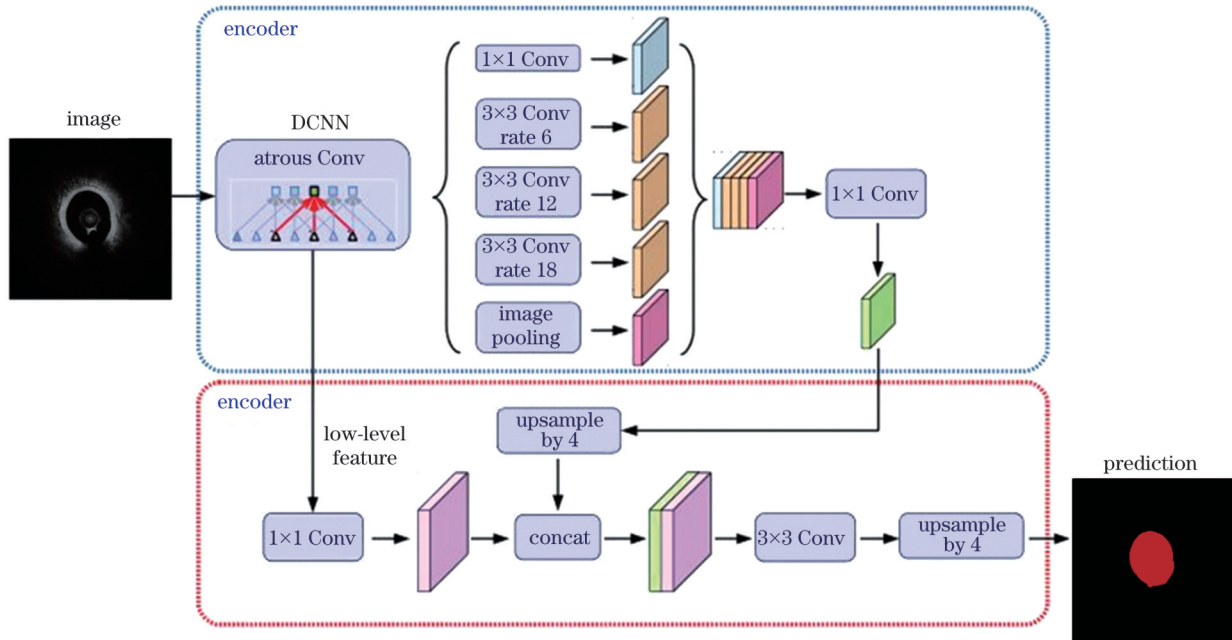 encoder
image
DCNN
atrous Conv
1×1 Conv
3×3 Conv
rate 6
3×3 Conv
rate 12
3×3 Conv
rate 18
image
pooling
1×1 Conv
encoder
low-level
feature
upsample
by 4
1×1 Conv
concat
3×3 Conv
upsample
by 4
prediction